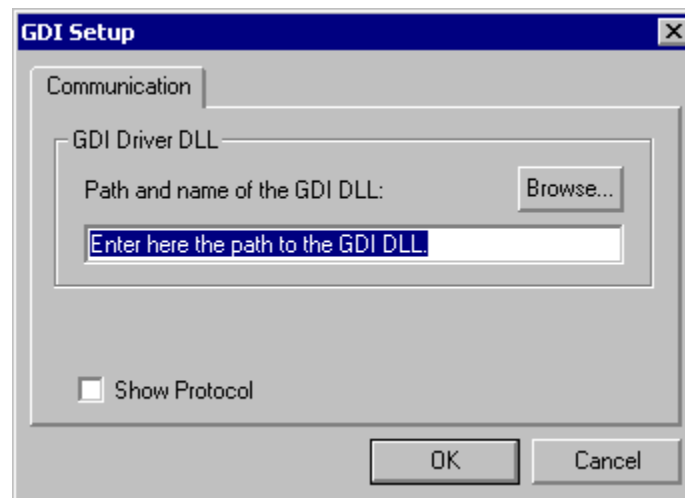 GDI Setup
Communication
GDI Driver DLL
Path and name of the GDI DLL:
Browse...
Enter here the path to the GDI DLL.
Show Protocol
OK
Cancel